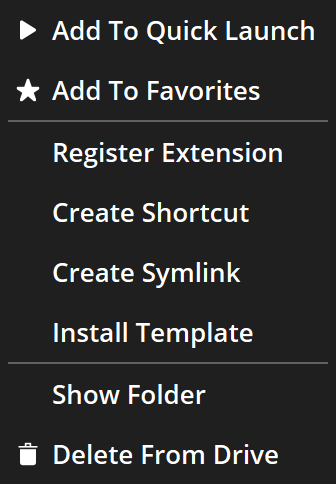 Add To Quick Launch
Add To Favorites
Register Extension
Create Shortcut
Create Symlink
Install Template
Show Folder
Delete From Drive